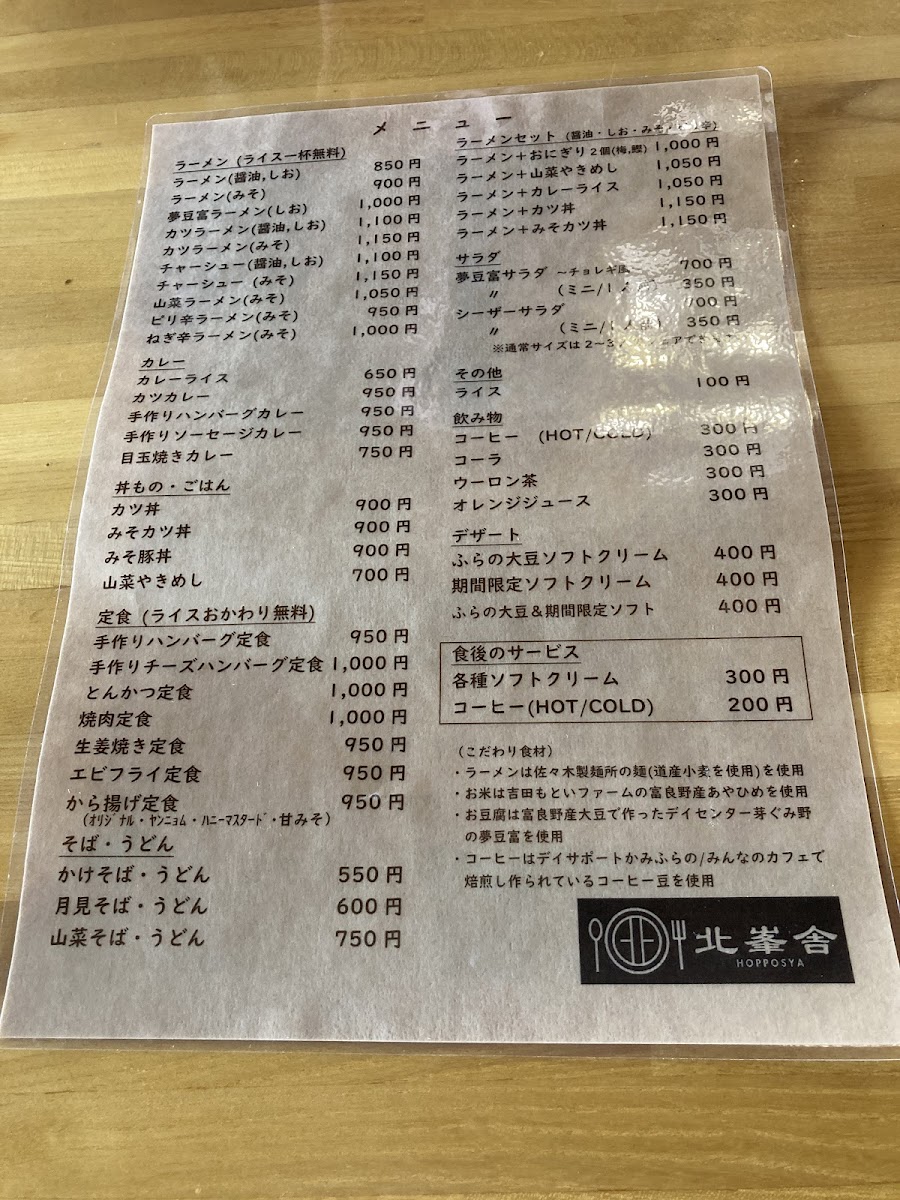 メニュー
ラーメン (ライス一杯無料)
ラーメン(醤油,しお) 850円
ラーメン(みそ) 900円
夢豆富ラーメン(しお) 1,000円
カツラーメン(醤油,しお) 1,100円
カツラーメン(みそ) 1,150円
チャーシュー(醤油,しお) 1,100円
チャーシュー (みそ) 1,150円
山菜ラーメン(みそ) 1,050円
ピリ辛ラーメン(みそ) 950円
ねぎ辛ラーメン(みそ) 1,000円
カレー
カレーライス 650円
カツカレー 950円
手作りハンバーグカレー 950円
手作りソーセージカレー 950円
目玉焼きカレー 750円
丼もの・ごはん
カツ丼 900円
みそカツ丼 900円
みそ豚丼 900円
山菜やきめし 700円
定食 (ライスおかわり無料)
手作りハンバーグ定食 950円
手作りチーズハンバーグ定食 1,000円
とんかつ定食 1,000円
焼肉定食 1,000円
生姜焼き定食 950円
エビフライ定食 950円
から揚げ定食 950円
(ｵﾘｼﾞﾅﾙ・ﾔﾝﾆｮﾑ・ﾊﾆｰﾏｽﾀｰﾄﾞ・甘みそ)
そば・うどん
かけそば・うどん 550円
月見そば・うどん 600円
山菜そば・うどん 750円
ラーメンセット (醤油・しお・みそ
ラーメン＋おにぎり2個(梅,鰹) 1,000円
ラーメン＋山菜やきめし 1,050円
ラーメン＋カレーライス 1,050円
ラーメン＋カツ丼 1,150円
ラーメン＋みそカツ丼 1,150円
サラダ
夢豆富サラダ ～チョレギ風 700円
〃 (ミニ/1 350円
シーザーサラダ 700円
〃 (ミニ/1 350円
※通常サイズは2～3
その他
ライス 100円
飲み物
コーヒー (HOT/COLD) 300円
コーラ 300円
ウーロン茶 300円
オレンジジュース 300円
デザート
ふらの大豆ソフトクリーム 400円
期間限定ソフトクリーム 400円
ふらの大豆＆期間限定ソフト 400円
食後のサービス
各種ソフトクリーム 300円
コーヒー(HOT/COLD) 200円
(こだわり食材)
・ラーメンは佐々木製麺所の麺(道産小麦を使用)を使用
・お米は吉田もといファームの富良野産あやひめを使用
・お豆腐は富良野産大豆で作ったデイセンター芽ぐみ野
の夢豆富を使用
・コーヒーはデイサポートかみふらの/みんなのカフェで
焙煎し作られているコーヒー豆を使用
北峯舎
HOPPOSYA